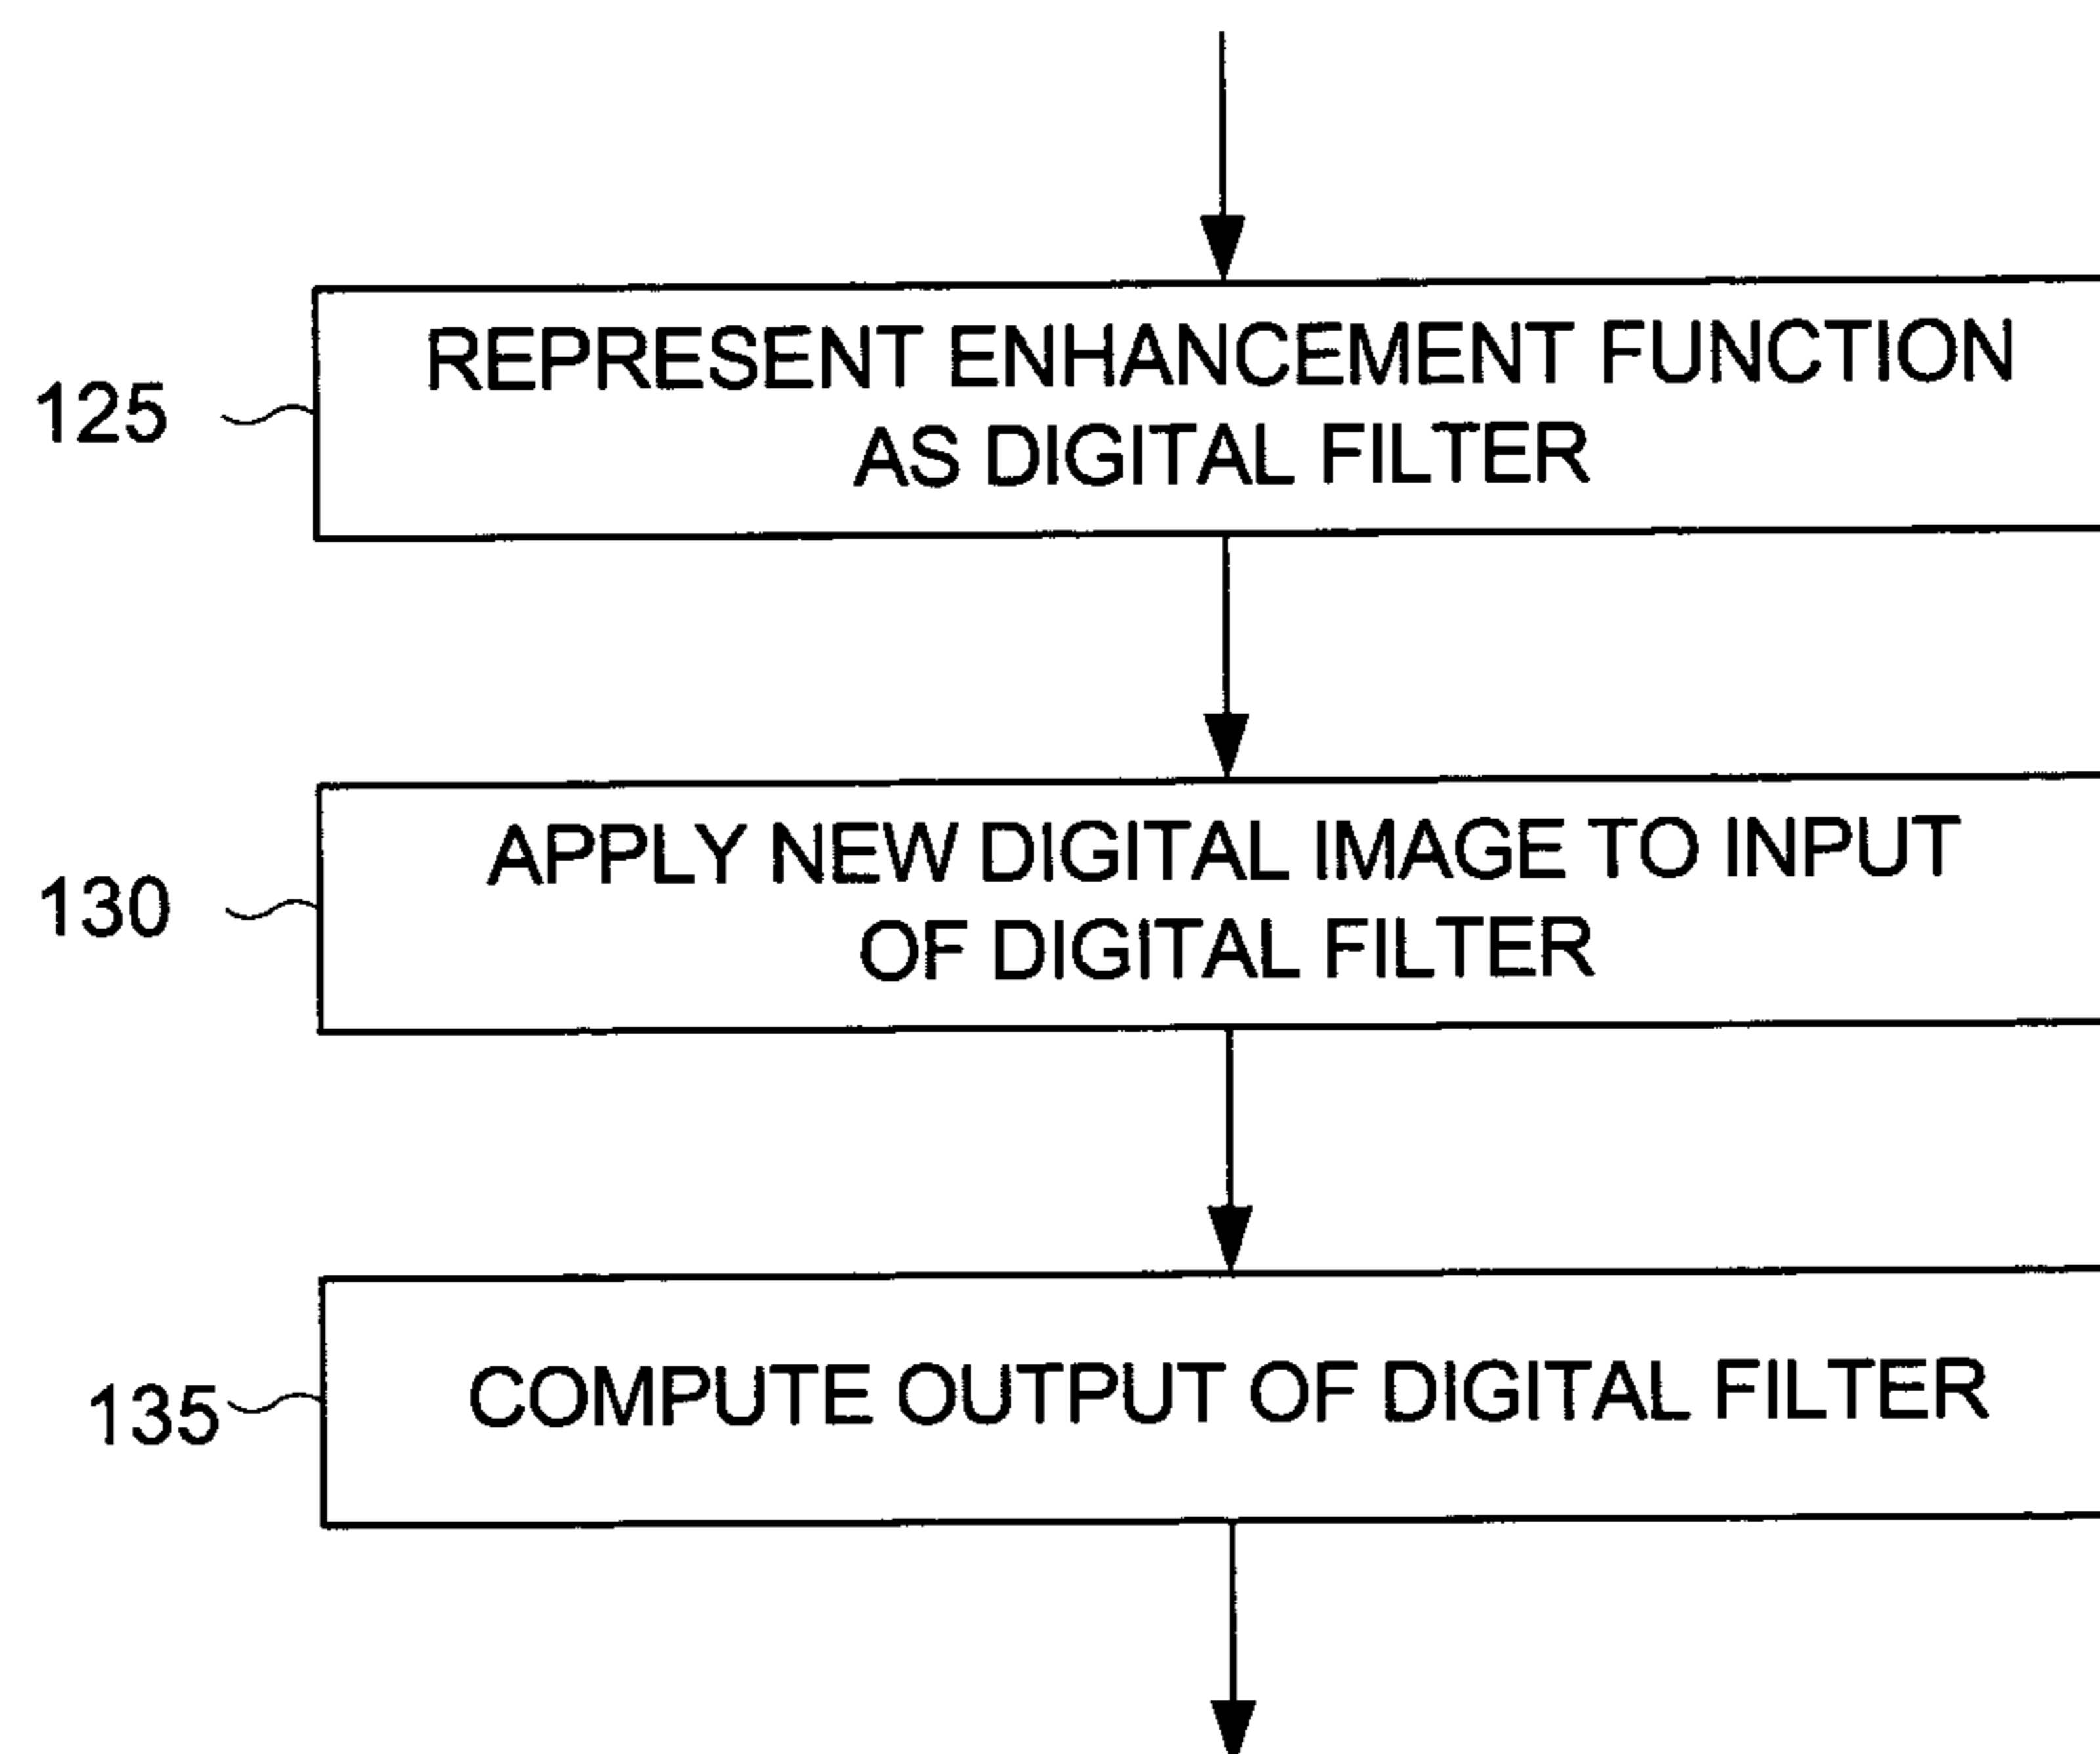 REPRESENT ENHANCEMENT FUNCTION
AS DIGITAL FILTER
125
APPLY NEW DIGITAL IMAGE TO INPUT
OF DIGITAL FILTER
130
COMPUTE OUTPUT OF DIGITAL FILTER
135